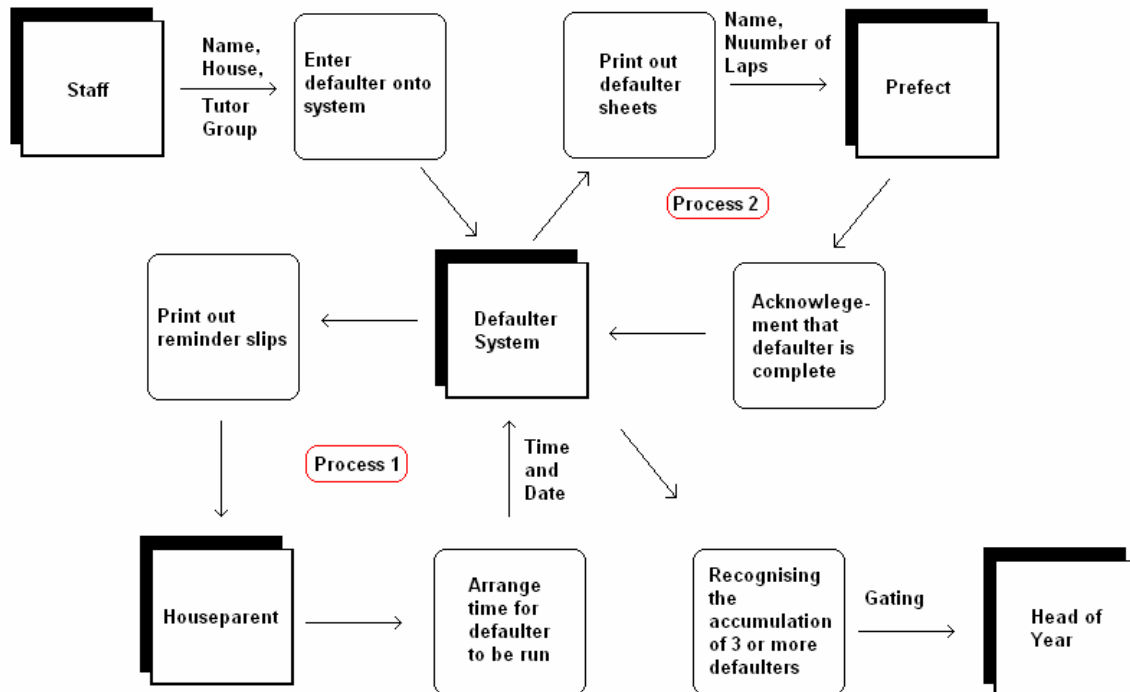 Staff
Name,
House,
Tutor
Group
Enter
defaulter onto
system
Print out
defaulter
sheets
Name,
Nuumber of
Laps
Prefect
Process 2
Print out
reminder slips
Defaulter
System
Acknowlege-
ment that
defaulter is
complete
Process 1
Time
and
Date
Houseparent
Arrange
time for
defaulter
to be run
Recognising
the
accumulation
of 3 or more
defaulters
Gating
Head of
Year